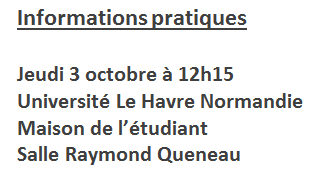 Informations pratiques
Jeudi 3 octobre à 12h15
Université Le Havre Normandie
Maison de l'étudiant
Salle Raymond Queneau